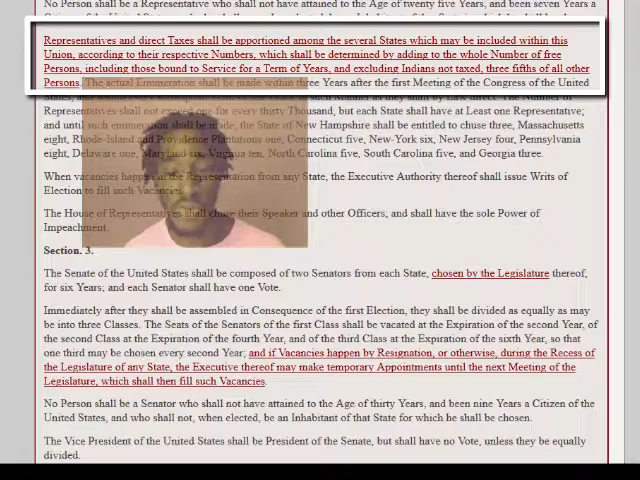 No Person shall be a Representative who shall not have attained to the Age of twenty five Years, and been seven Years a
Representatives and direct Taxes shall be apportioned among the several States which may be included within this
Union, according to their respective Numbers, which shall be determined by adding to the whole Number of free
Persons, including those bound to Service for a Term of Years, and excluding Indians not taxed, three fifths of all other
Persons. The actual Enumeration shall be made within three Years after the first Meeting of the Congress of the United
Representatives shall not exceed one for every thirty Thousand, but each State shall have at Least one Representative;
and until such enumeration shall be made, the State of New Hampshire shall be entitled to chuse three, Massachusetts
eight, Rhode-Island and Providence Plantations one, Connecticut five, New-York six, New Jersey four, Pennsylvania
eight, Delaware one, Maryland six, Virginia ten, North Carolina five, South Carolina five, and Georgia three.
When vacancies happen in the Representation from any State, the Executive Authority thereof shall issue Writs of
Election to fill such Vacancies.
The House of Representatives shall chuse their Speaker and other Officers; and shall have the sole Power of
Impeachment.
Section. 3.
The Senate of the United States shall be composed of two Senators from each State, chosen by the Legislature thereof,
for six Years; and each Senator shall have one Vote.
Immediately after they shall be assembled in Consequence of the first Election, they shall be divided as equally as may
be into three Classes. The Seats of the Senators of the first Class shall be vacated at the Expiration of the second Year, of
the second Class at the Expiration of the fourth Year, and of the third Class at the Expiration of the sixth Year, so that
one third may be chosen every second Year; and if Vacancies happen by Resignation, or otherwise, during the Recess of
the Legislature of any State, the Executive thereof may make temporary Appointments until the next Meeting of the
Legislature, which shall then fill such Vacancies.
No Person shall be a Senator who shall not have attained to the Age of thirty Years, and been nine Years a Citizen of the
United States, and who shall not, when elected, be an Inhabitant of that State for which he shall be chosen.
The Vice President of the United States shall be President of the Senate, but shall have no Vote, unless they be equally
divided.